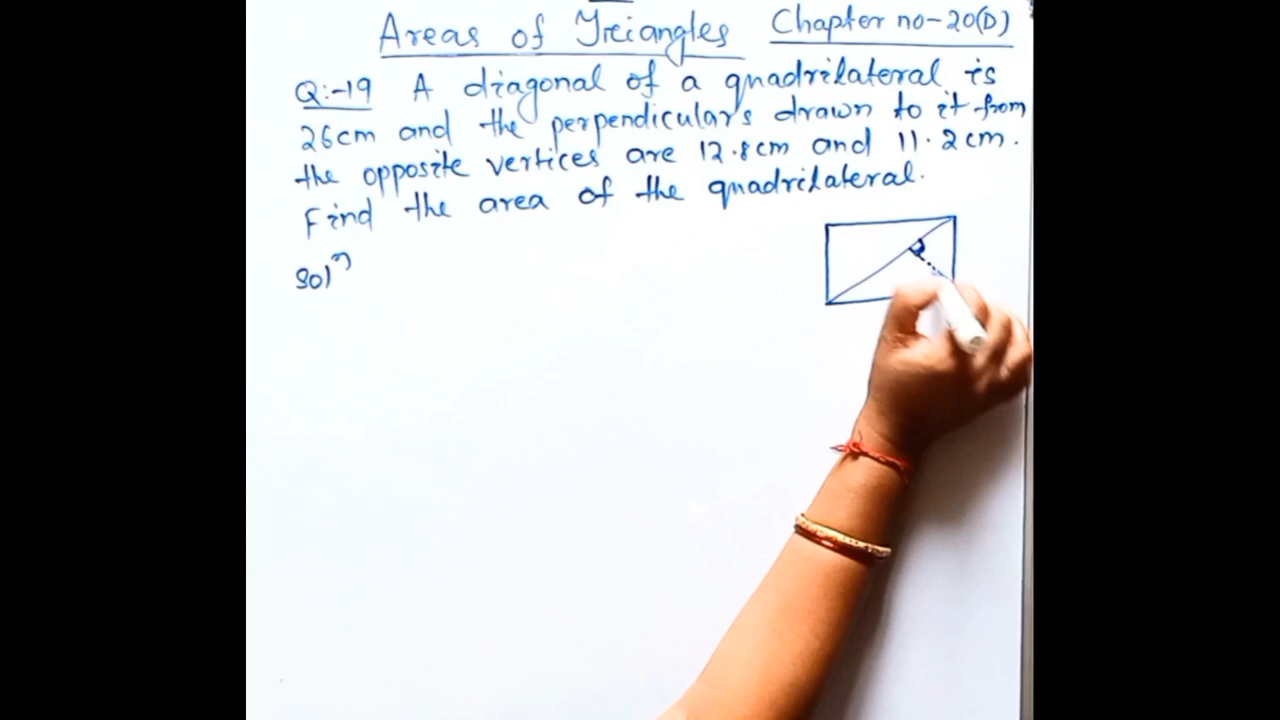 Areas of Treiangles Chapter no-20(D)
Q:-19 A diagonal of a quadrilateral is
26cm and the perpendiculars drawn to it from
the opposite vertices are 12.8cm and 11.2cm.
Find the area of the quadrilateral.
Solⁿ